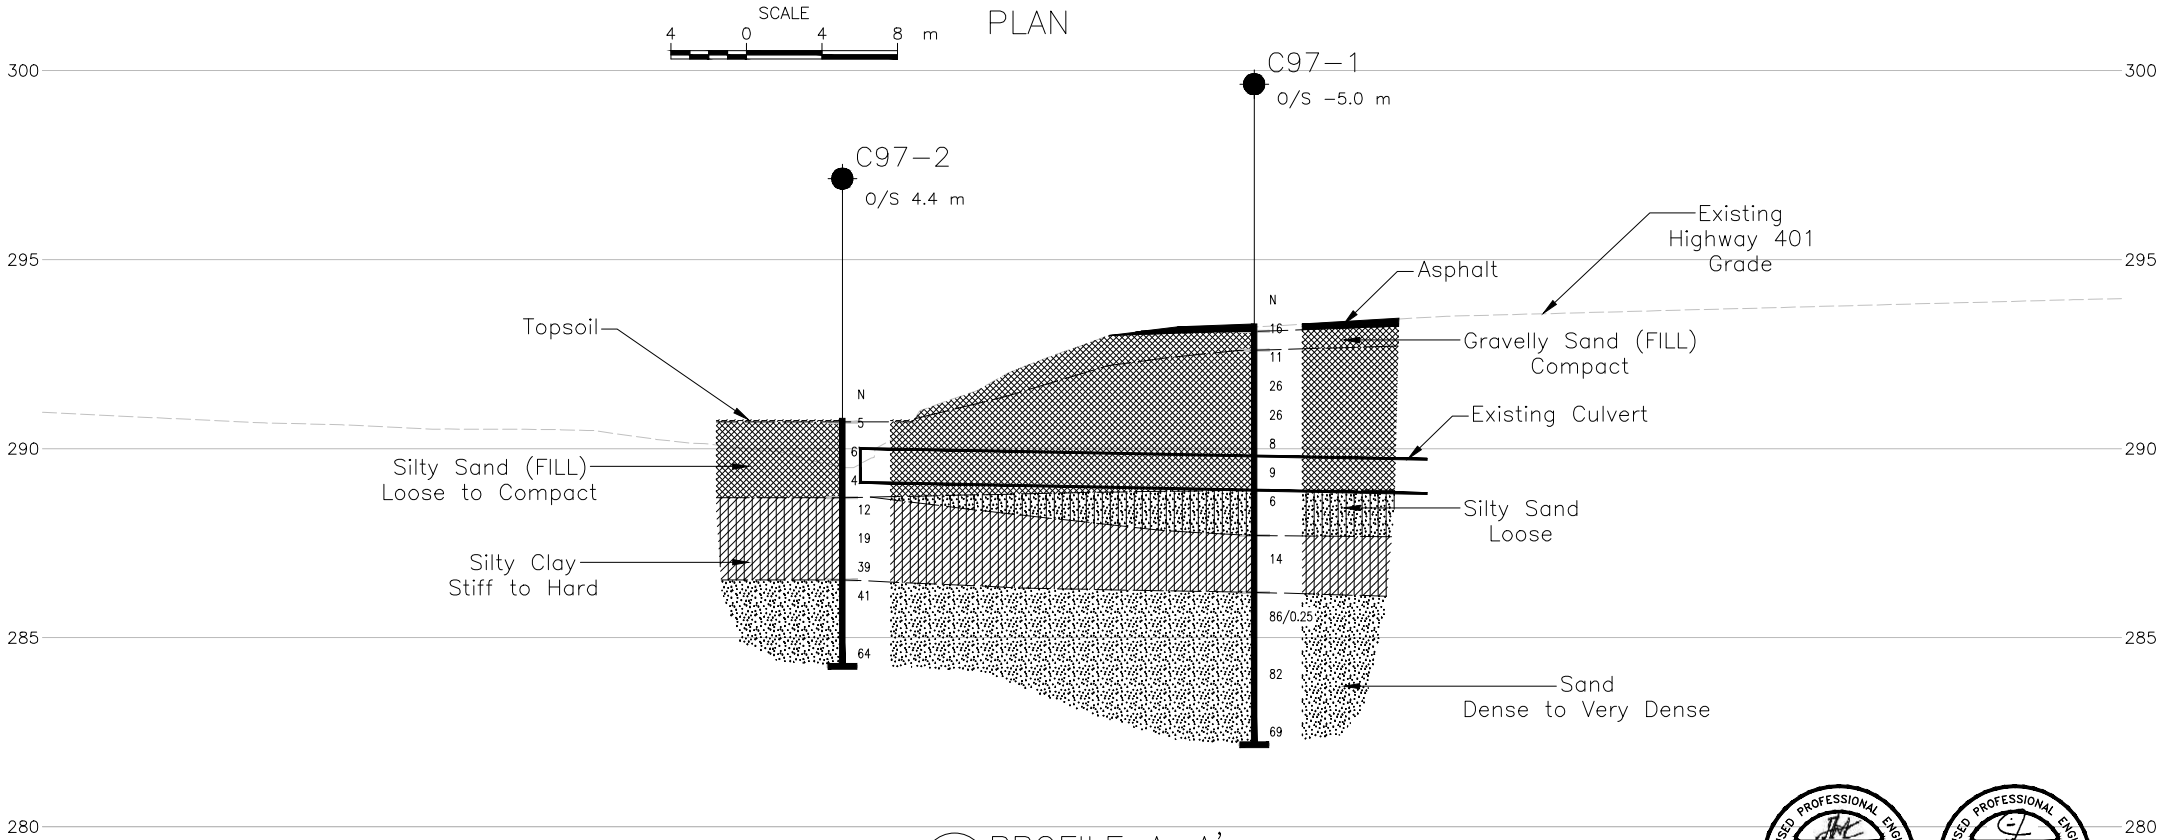 SCALE
PLAN
4 0 4 8 m
300 300
C97-1
O/S -5.0 m
C97-2
O/S 4.4 m
Existing
Highway 401
Grade
295 295
Asphalt
Topsoil
N
16
11
26
26
8
9
6
14
86/0.25
82
69
Gravelly Sand (FILL)
Compact
N
5
6
4
12
19
39
41
64
Existing Culvert
290 290
Silty Sand (FILL)
Loose to Compact
Silty Sand
Loose
Silty Clay
Stiff to Hard
285 285
Sand
Dense to Very Dense
PROFESSIONAL
PROFESSIONAL
280 280
PROFILE A-A'